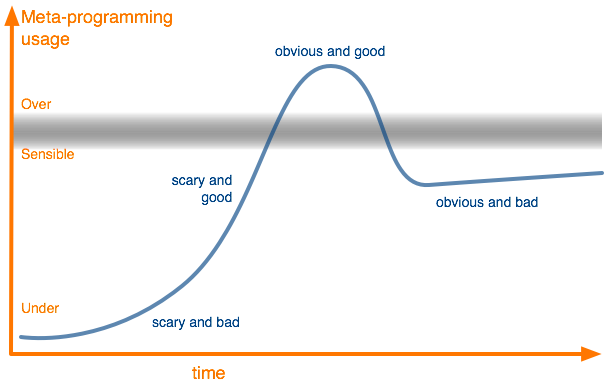 Meta-programming
usage
obvious and good
Over
Sensible
scary and
good
obvious and bad
Under
scary and bad
time